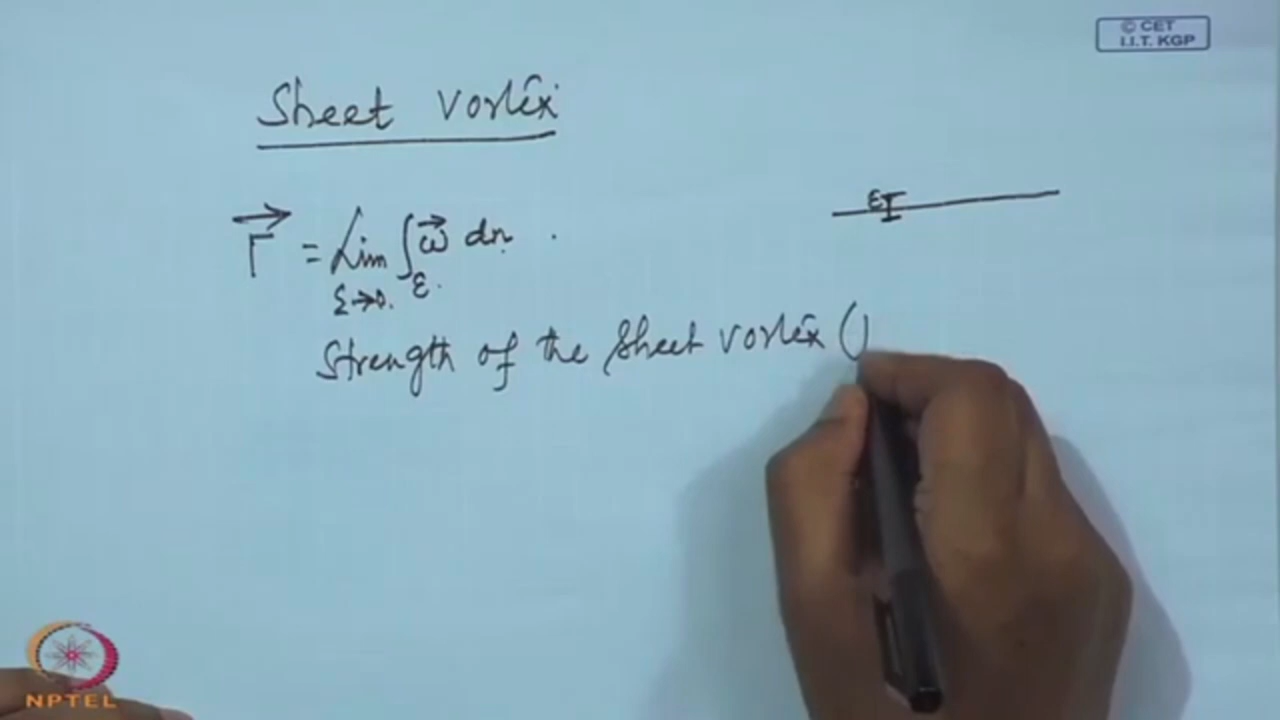 © CET
I.I.T. KGP
Sheet Vortex
Γ⃗ = Lim ∫ ω⃗ dn .
ε→0. ε.
ε
Strength of the Sheet vortex ()
NPTEL